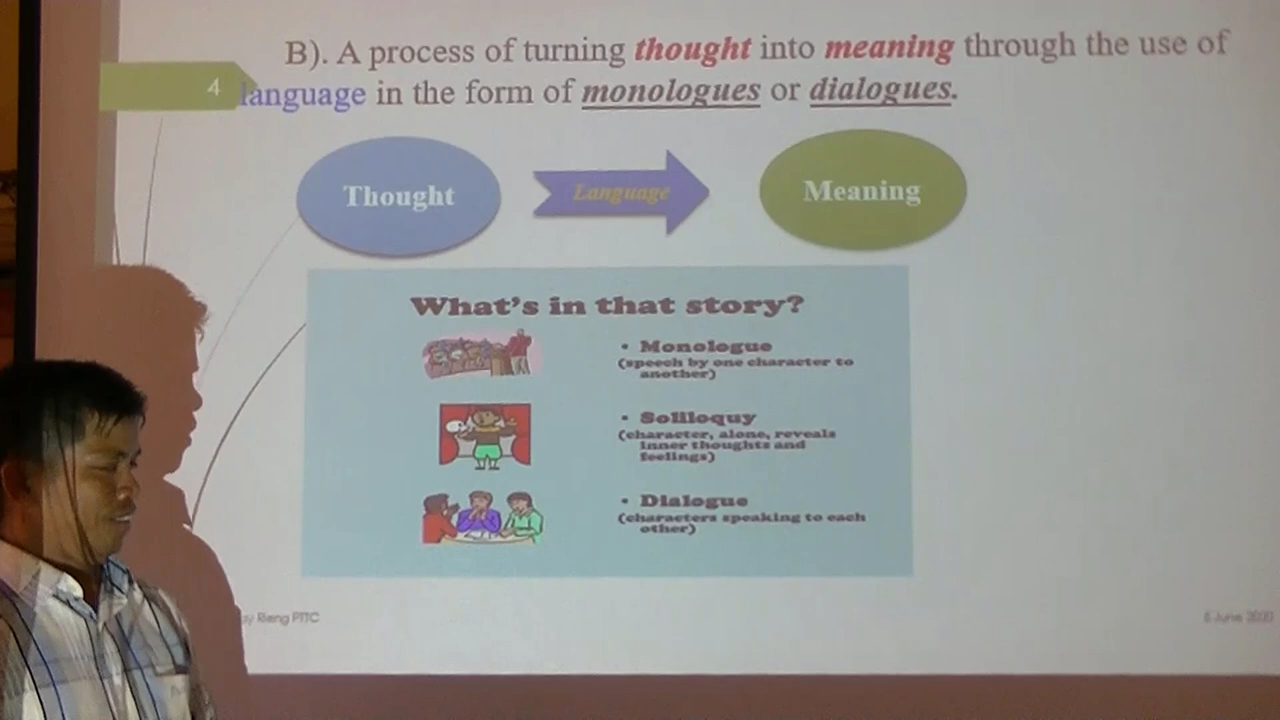 B). A process of turning thought into meaning through the use of
4
language in the form of monologues or dialogues.
Thought
Language
Meaning
What's in that story?
• Monologue
(speech by one character to
another)
• Soliloquy
(character, alone, reveals
inner thoughts and
feelings)
• Dialogue
(characters speaking to each
other)
Rieng PTTC
June